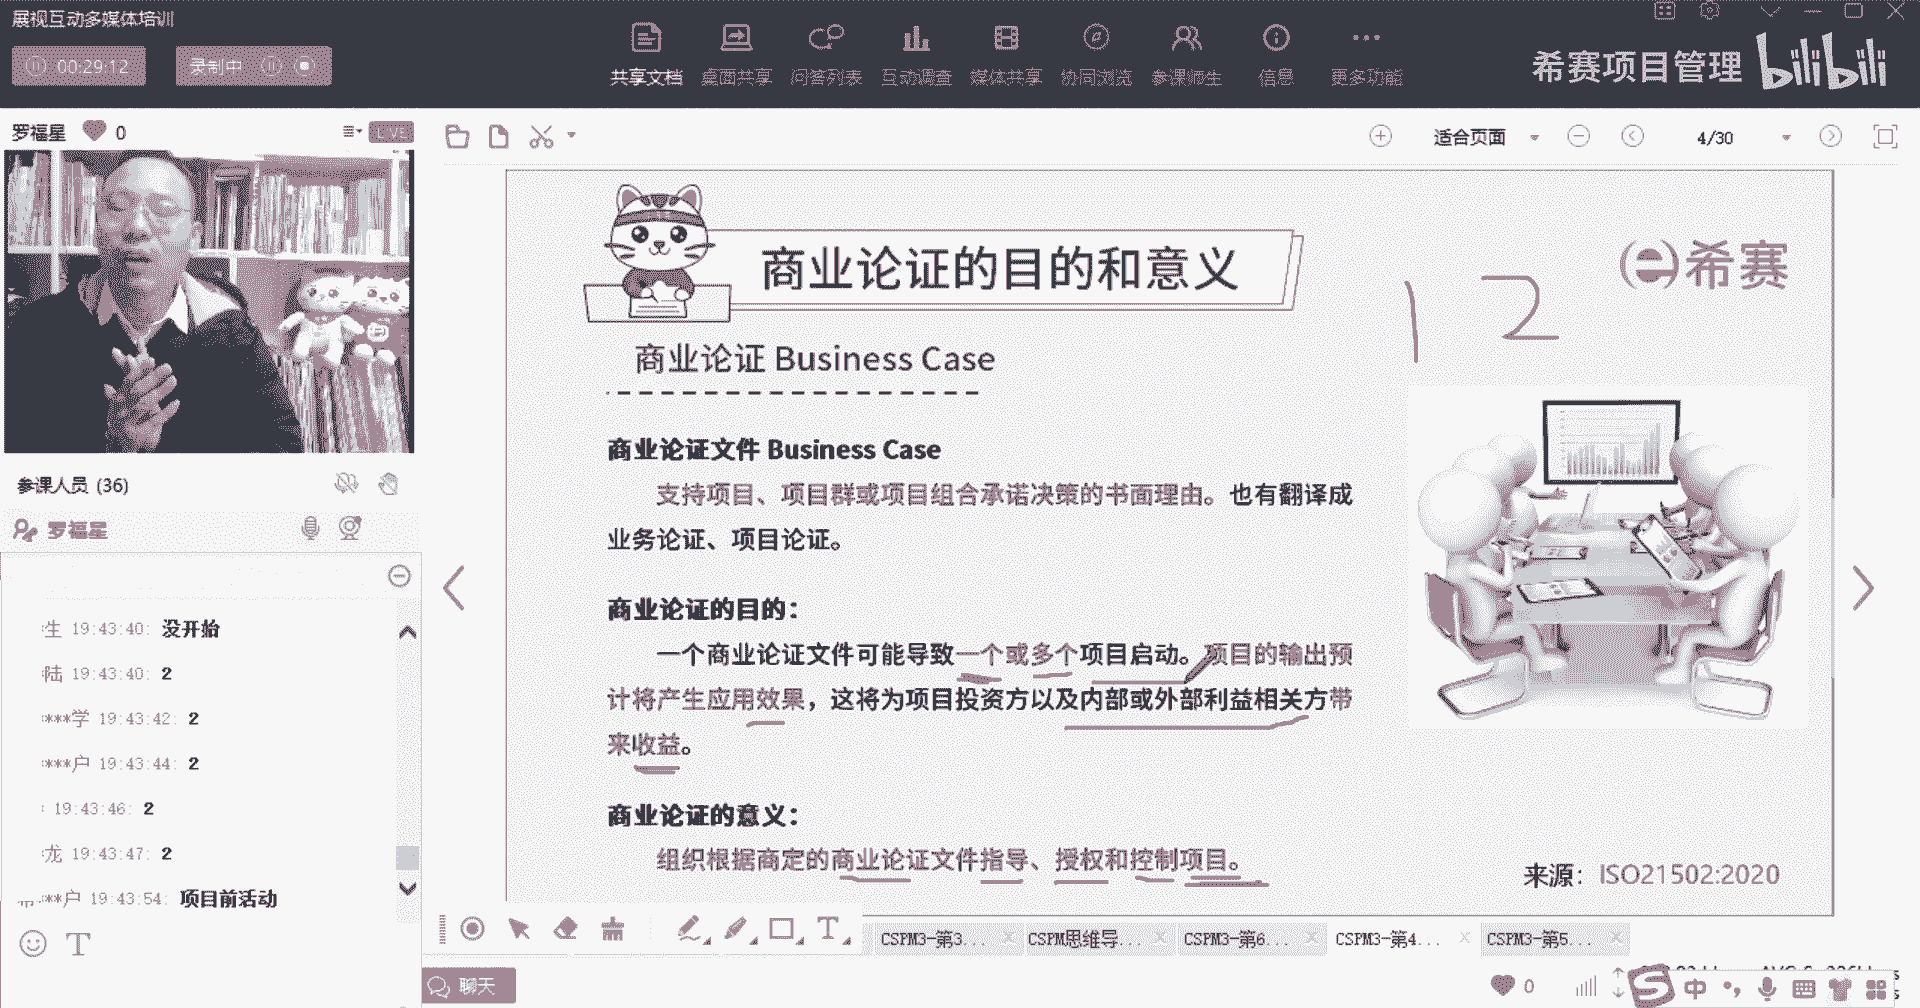 展视互动多媒体培训
00:29:12
录制中
共享文档 桌面共享 问答列表 互动调查 媒体共享 协同浏览 参课师生 信息 更多功能
希赛项目管理 bilibili
罗福星 0
LIVE
适合页面
4/30
商业论证的目的和意义
希赛
1 2
商业论证 Business Case
商业论证文件 Business Case
支持项目、项目群或项目组合承诺决策的书面理由。也有翻译成
业务论证、项目论证。
商业论证的目的：
一个商业论证文件可能导致一个或多个项目启动。项目的输出预
计将产生应用效果，这将为项目投资方以及内部或外部利益相关方带
来收益。
商业论证的意义：
组织根据商定的商业论证文件指导、授权和控制项目。
来源：ISO21502:2020
参课人员 (36)
罗福星
生 19:43:40: 没开始
陆 19:43:40: 2
***学 19:43:42: 2
***户 19:43:44: 2
19:43:46: 2
龙 19:43:47: 2
**户 19:43:54: 项目前活动
T
T
CSPM3-第3... CSPM思维导... CSPM3-第6... CSPM3-第4... CSPM3-第5...
聊天
0
S 中